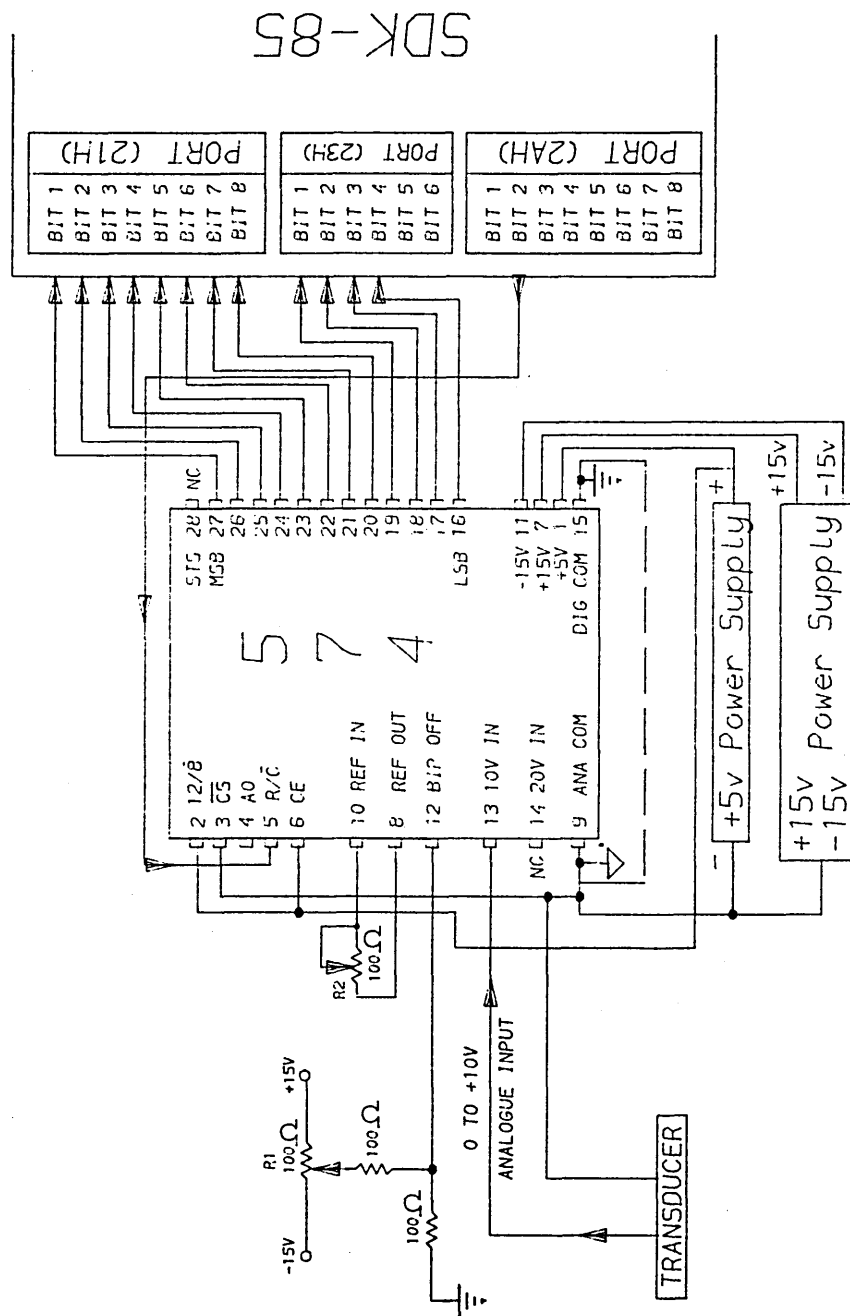 SDK-85
PORT (21H)
BIT 1
BIT 2
BIT 3
BIT 4
BIT 5
BIT 6
BIT 7
BIT 8
PORT (23H)
BIT 1
BIT 2
BIT 3
BIT 4
BIT 5
BIT 6
PORT (2AH)
BIT 1
BIT 2
BIT 3
BIT 4
BIT 5
BIT 6
BIT 7
BIT 8
574
STS 28 NC
MSB 27
26
25
24
23
22
21
20
19
18
17
LSB 16
-15V 11
+15V 7
+5V 1
DIG COM 15
2 12/8̅
3 C̅S̅
4 AO
5 R/C̅
6 CE
10 REF IN
8 REF OUT
12 BIP OFF
13 10V IN
NC 14 20V IN
9 ANA COM
R2
100Ω
-15V
R1
100Ω
+15V
100Ω
100Ω
0 TO +10V
ANALOGUE INPUT
TRANSDUCER
- +5v Power Supply +
+15v
-15v Power Supply
+15v
-15v